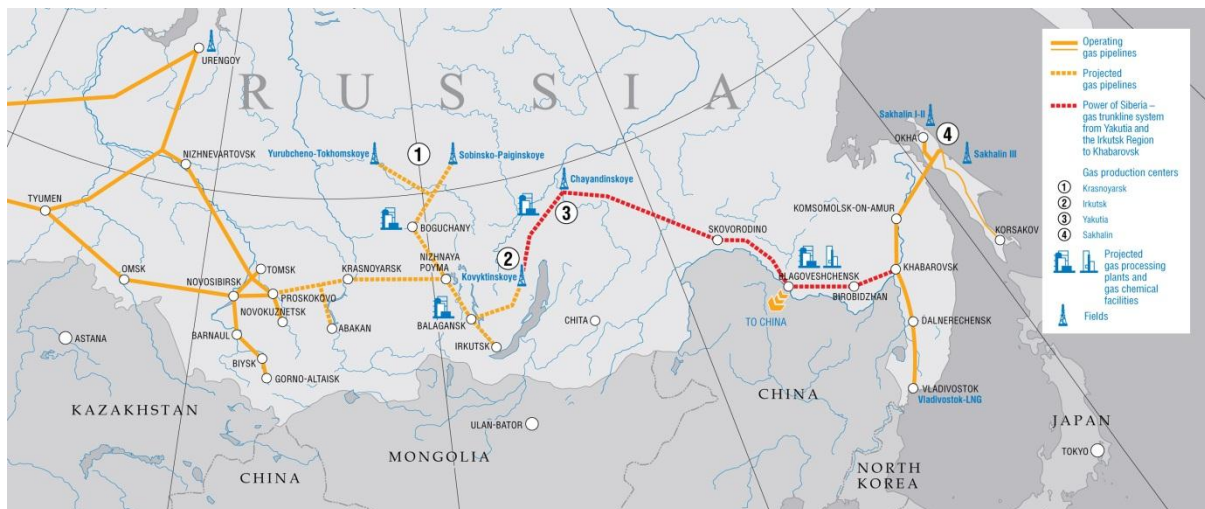 URENGOY
R U S S I A
NIZHNEVARTOVSK
Yurubcheno-Tokhomskoye
1
Sobinsko-Paiginskoye
Chayandinskoye
3
Sakhalin I-II
OKHA
4
Sakhalin III
TYUMEN
BOGUCHANY
KOMSOMOLSK-ON-AMUR
KORSAKOV
SKOVORODINO
OMSK
NOVOSIBIRSK
TOMSK
PROSKOKOVO
NOVOKUZNETSK
KRASNOYARSK
NIZHNAYA
POYMA
2
Kovyktinskoye
BLAGOVESHCHENSK
KHABAROVSK
BIROBIDZHAN
TO CHINA
ASTANA
BARNAUL
ABAKAN
BALAGANSK
CHITA
DALNERECHENSK
IRKUTSK
BIYSK
GORNO-ALTAISK
VLADIVOSTOK
Vladivostok-LNG
KAZAKHSTAN
CHINA
MONGOLIA
ULAN-BATOR
CHINA
NORTH
KOREA
JAPAN
TOKYO
Operating
gas pipelines
Projected
gas pipelines
Power of Siberia –
gas trunkline system
from Yakutia and
the Irkutsk Region
to Khabarovsk
Gas production centers
1 Krasnoyarsk
2 Irkutsk
3 Yakutia
4 Sakhalin
Projected
gas processing
plants and
gas chemical
facilities
Fields